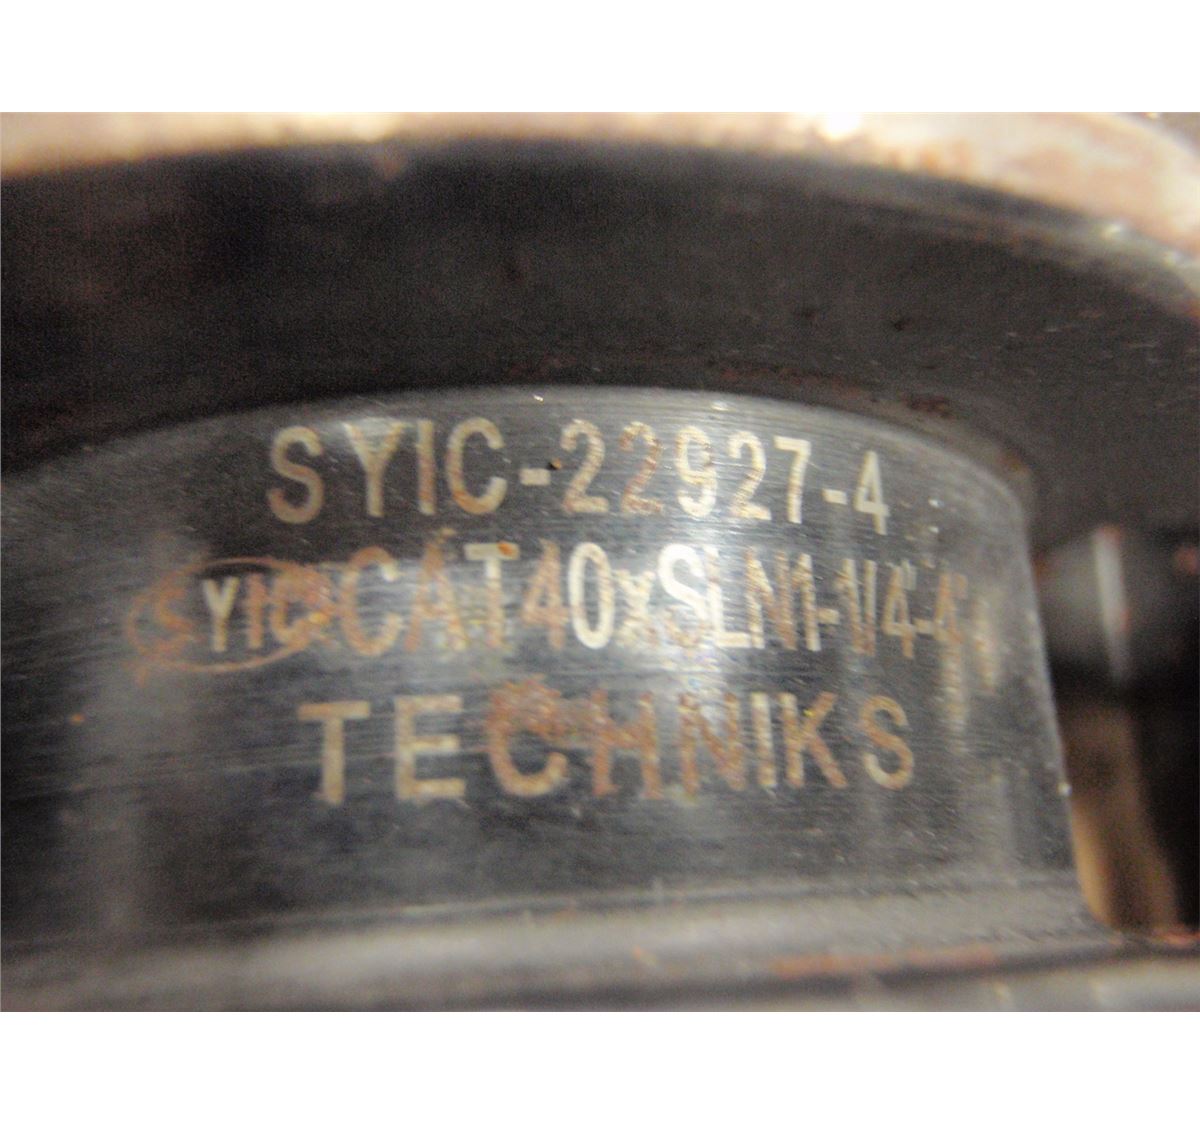 SYIC-22927-4
SYIC CAT40xSLN1-1/4"-4"
TECHNIKS